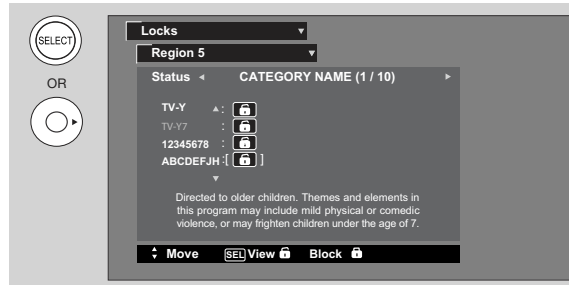 SELECT
OR
Locks
Region 5
Status CATEGORY NAME (1 / 10)
TV-Y :
TV-Y7 :
12345678 :
ABCDEFJH :[ ]
Directed to older children. Themes and elements in
this program may include mild physical or comedic
violence, or may frighten children under the age of 7.
Move SEL View Block